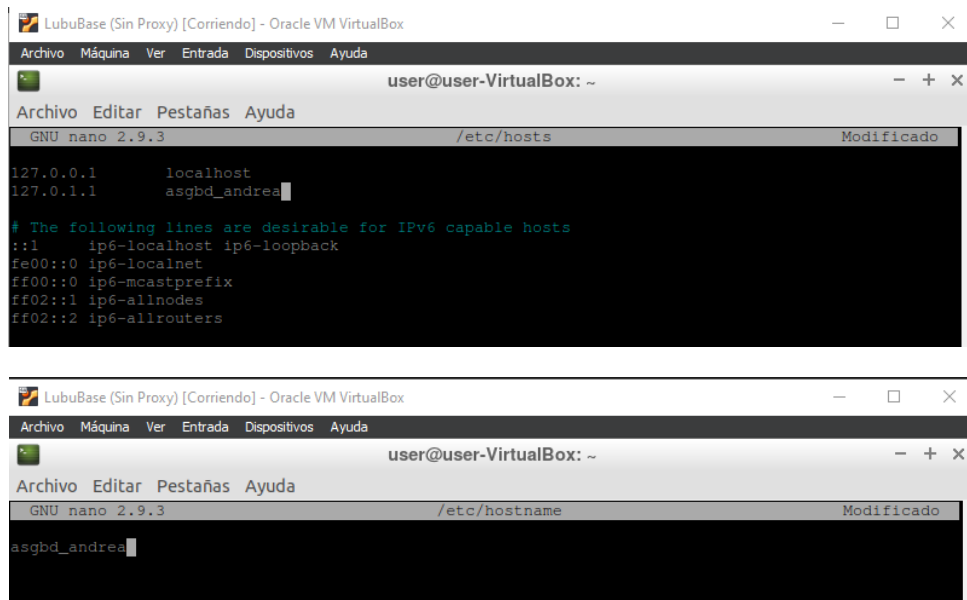 LubuBase (Sin Proxy) [Corriendo] - Oracle VM VirtualBox
Archivo Máquina Ver Entrada Dispositivos Ayuda
user@user-VirtualBox: ~
Archivo Editar Pestañas Ayuda
GNU nano 2.9.3 /etc/hosts Modificado
127.0.0.1 localhost
127.0.1.1 asgbd_andrea
# The following lines are desirable for IPv6 capable hosts
::1 ip6-localhost ip6-loopback
fe00::0 ip6-localnet
ff00::0 ip6-mcastprefix
ff02::1 ip6-allnodes
ff02::2 ip6-allrouters
LubuBase (Sin Proxy) [Corriendo] - Oracle VM VirtualBox
Archivo Máquina Ver Entrada Dispositivos Ayuda
user@user-VirtualBox: ~
Archivo Editar Pestañas Ayuda
GNU nano 2.9.3 /etc/hostname Modificado
asgbd_andrea